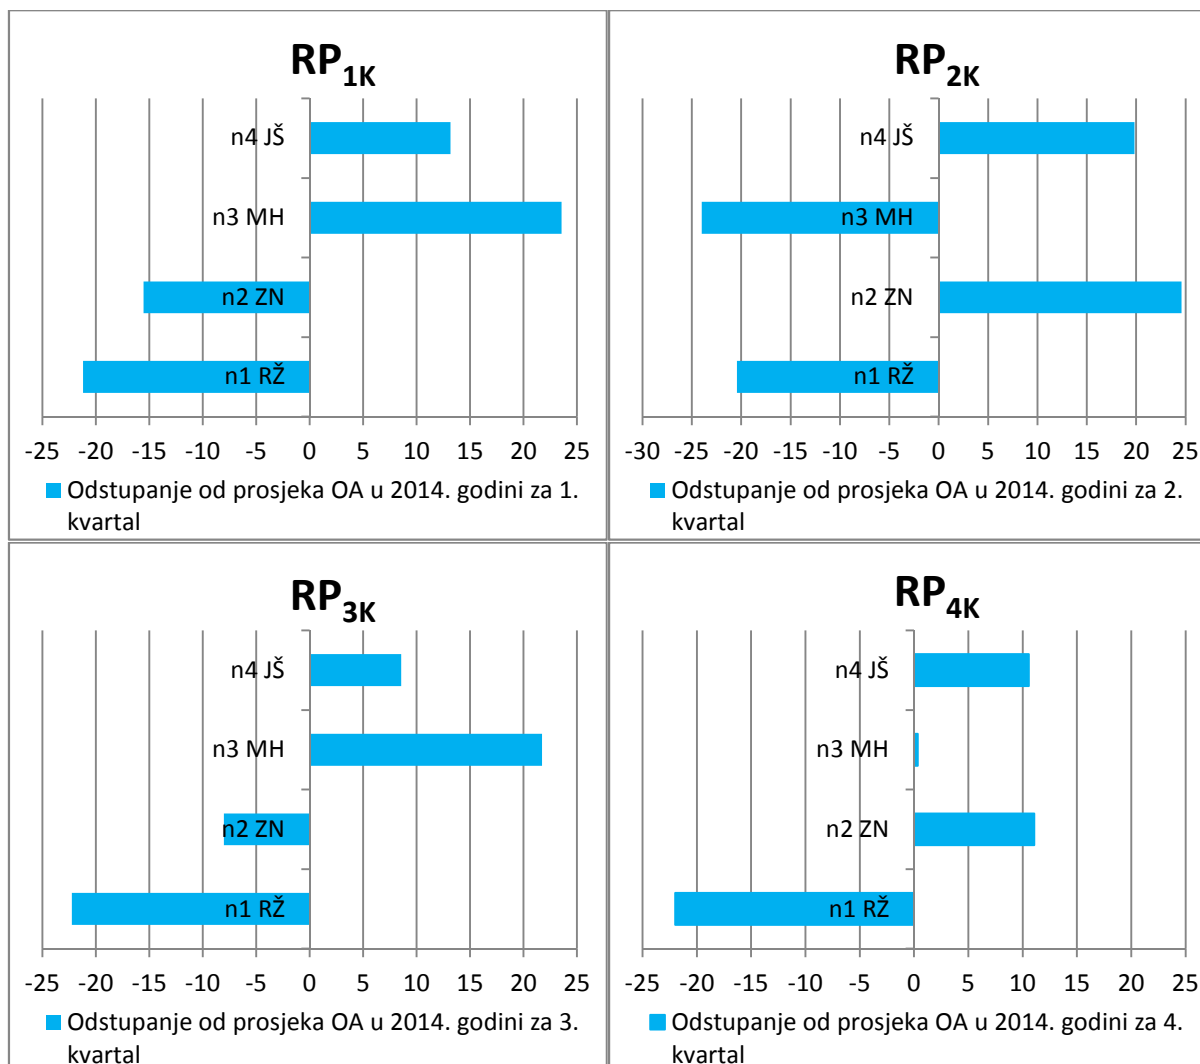 RP1K
n4 JŠ
n3 MH
n2 ZN
n1 RŽ
-25 -20 -15 -10 -5 0 5 10 15 20 25
Odstupanje od prosjeka OA u 2014. godini za 1.
kvartal
RP2K
n4 JŠ
n3 MH
n2 ZN
n1 RŽ
-30 -25 -20 -15 -10 -5 0 5 10 15 20 25
Odstupanje od prosjeka OA u 2014. godini za 2.
kvartal
RP3K
n4 JŠ
n3 MH
n2 ZN
n1 RŽ
-25 -20 -15 -10 -5 0 5 10 15 20 25
Odstupanje od prosjeka OA u 2014. godini za 3.
kvartal
RP4K
n4 JŠ
n3 MH
n2 ZN
n1 RŽ
-25 -20 -15 -10 -5 0 5 10 15 20 25
Odstupanje od prosjeka OA u 2014. godini za 4.
kvartal